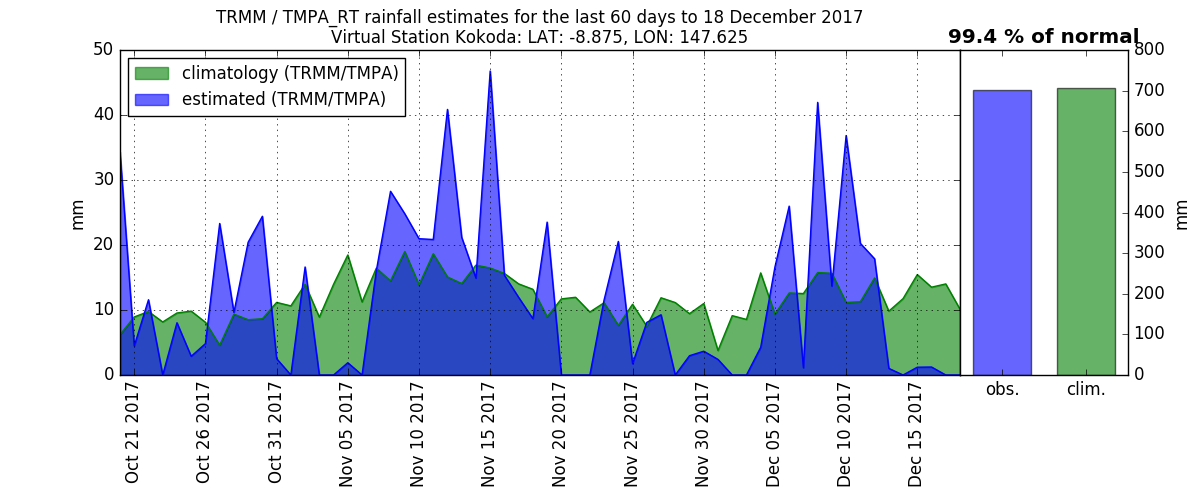 TRMM / TMPA_RT rainfall estimates for the last 60 days to 18 December 2017
Virtual Station Kokoda: LAT: -8.875, LON: 147.625
99.4 % of normal
climatology (TRMM/TMPA)
estimated (TRMM/TMPA)
50
40
30
20
10
0
mm
800
700
600
500
400
300
200
100
0
mm
Oct 21 2017
Oct 26 2017
Oct 31 2017
Nov 05 2017
Nov 10 2017
Nov 15 2017
Nov 20 2017
Nov 25 2017
Nov 30 2017
Dec 05 2017
Dec 10 2017
Dec 15 2017
obs.
clim.